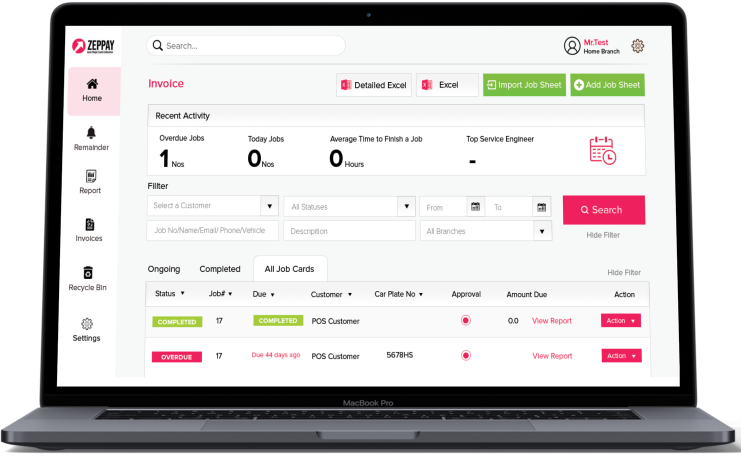 ZEPPAY
Search...
Mr.Test
Home Branch
Home
Remainder
Report
Invoices
Recycle Bin
Settings
Invoice
Detailed Excel
Excel
Import Job Sheet
Add Job Sheet
Recent Activity
Overdue Jobs
1 Nos
Today Jobs
0 Nos
Average Time to Finish a Job
0 Hours
Top Service Engineer
-
Fillter
Select a Customer
All Statuses
From
To
Search
Job No/Name/Email/ Phone/Vehicle
Description
All Branches
Hide Filter
Ongoing Completed All Job Cards
Hide Filter
Status Job# Due Customer Car Plate No Approval Amount Due Action
COMPLETED 17 COMPLETED POS Customer 0.0 View Report Action
OVERDUE 17 Due 44 days ago POS Customer 5678HS View Report Action
MacBook Pro